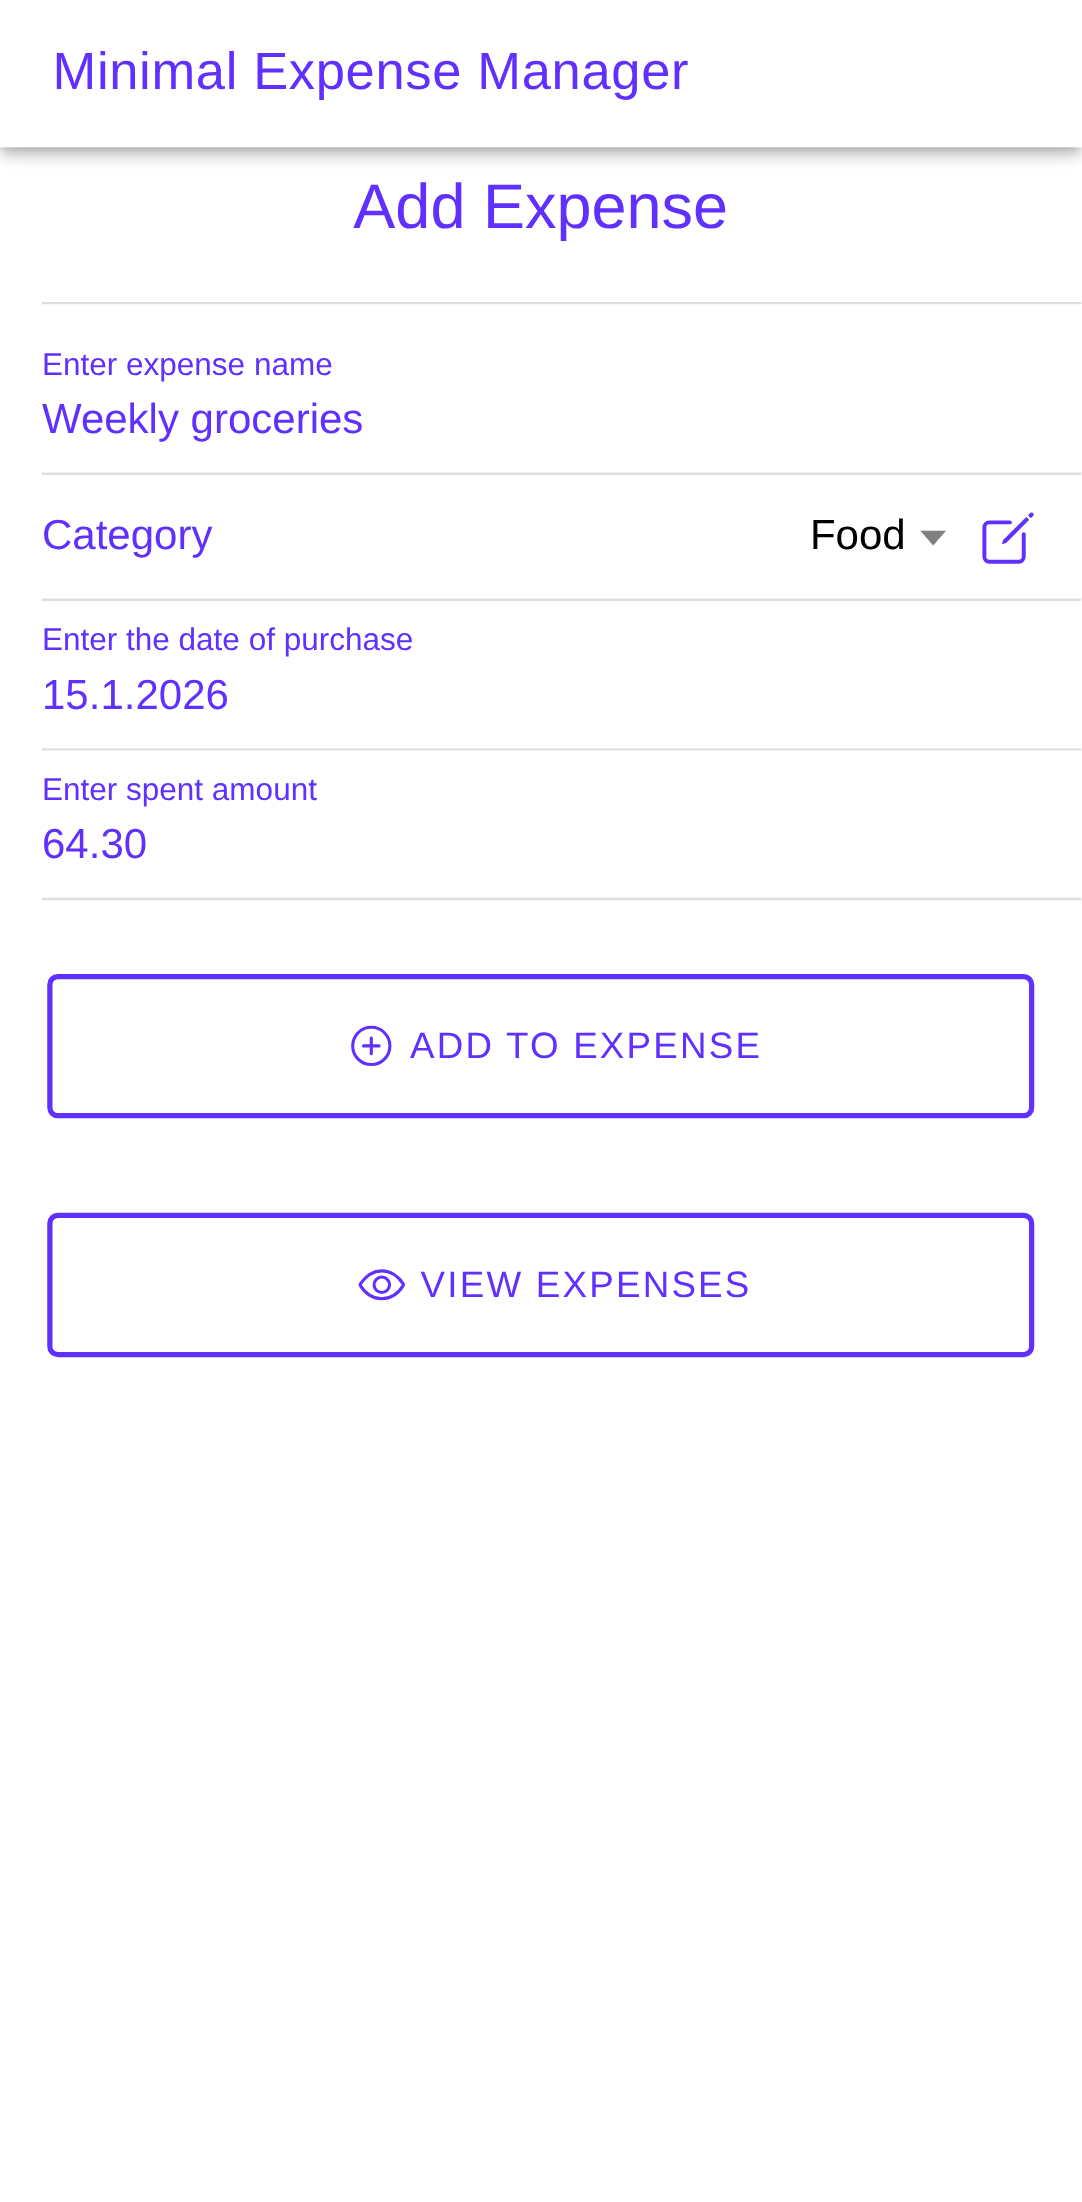 Minimal Expense Manager
Add Expense
Enter expense name
Weekly groceries
Category Food
Enter the date of purchase
15.1.2026
Enter spent amount
64.30
ADD TO EXPENSE
VIEW EXPENSES